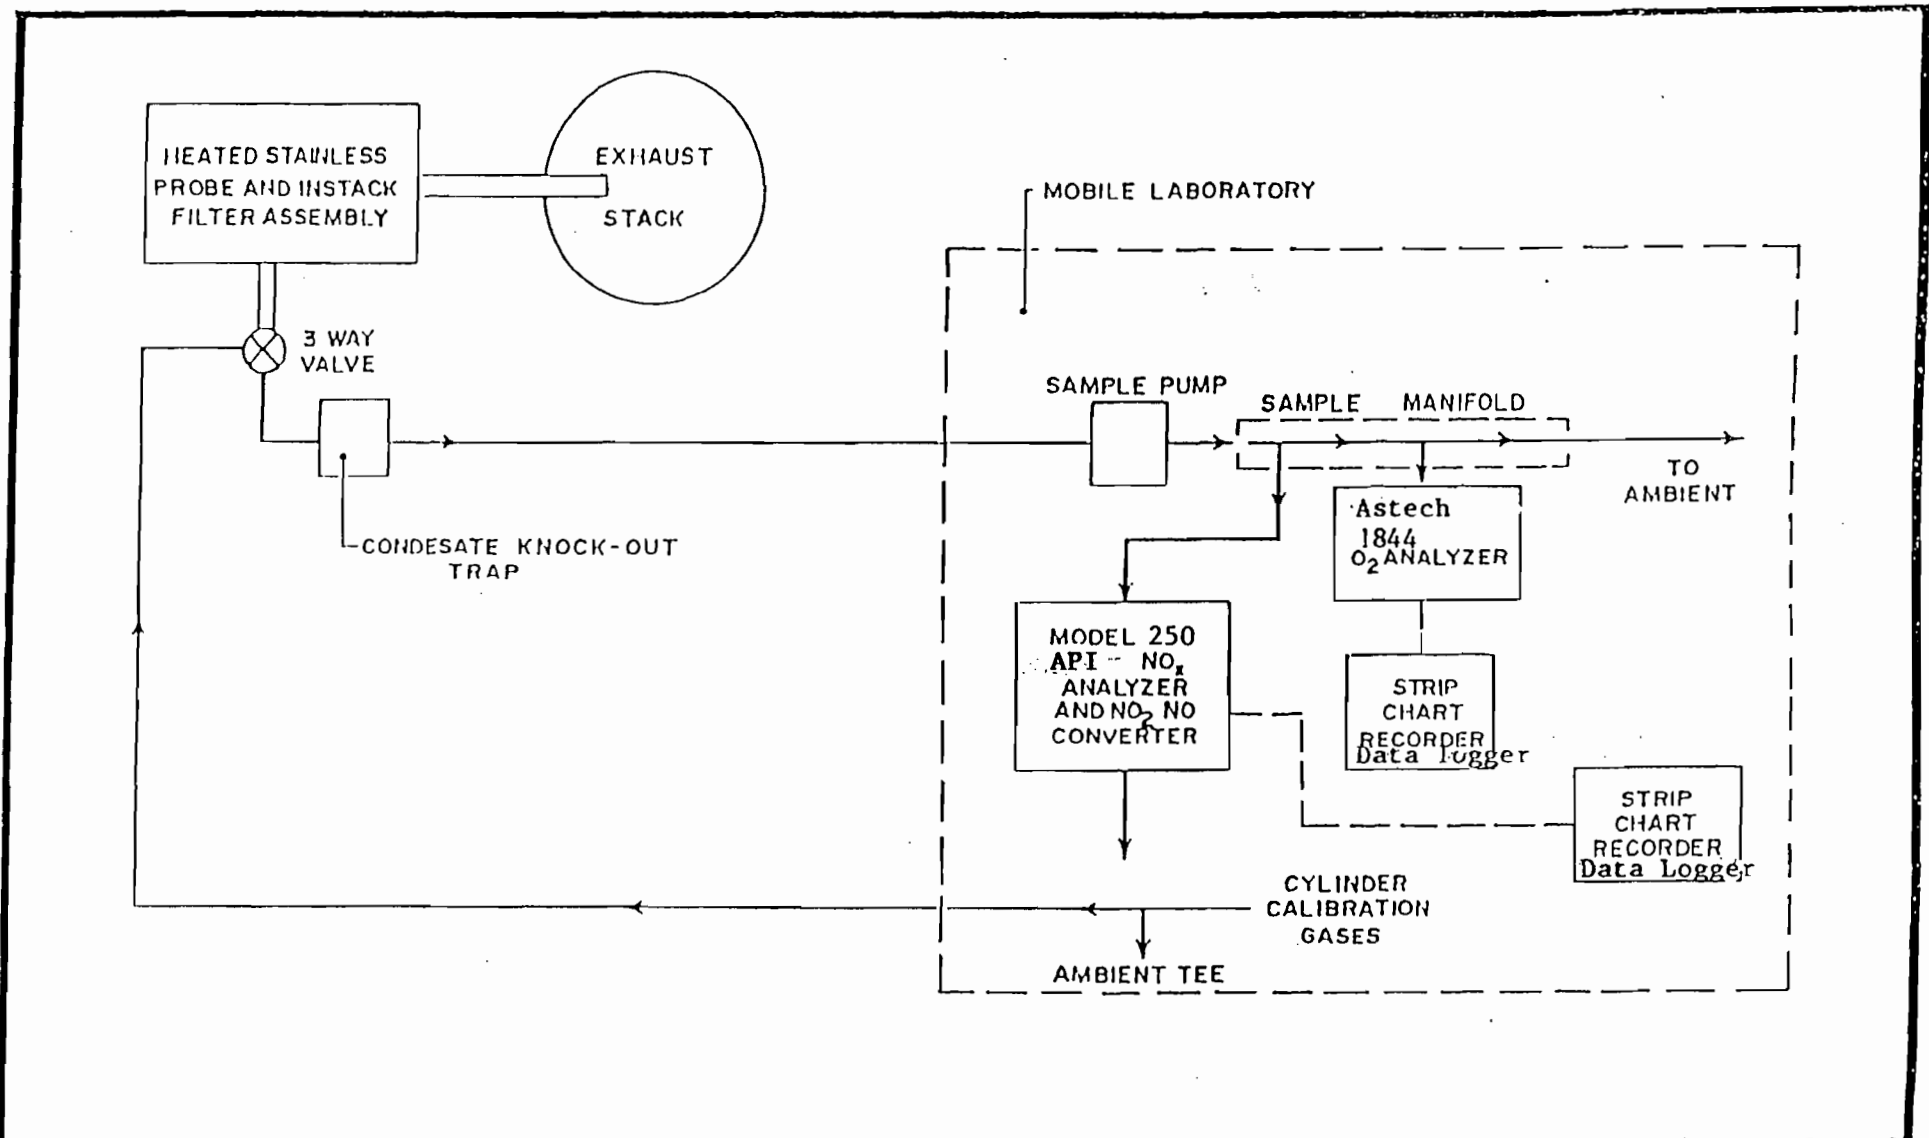 HEATED STAINLESS
PROBE AND INSTACK
FILTER ASSEMBLY
EXHAUST
STACK
3 WAY
VALVE
CONDESATE KNOCK-OUT
TRAP
MOBILE LABORATORY
SAMPLE PUMP
SAMPLE MANIFOLD
TO
AMBIENT
Astech
1844
O2 ANALYZER
MODEL 250
API - NOx
ANALYZER
AND NO2 NO
CONVERTER
STRIP
CHART
RECORDER
Data Logger
STRIP
CHART
RECORDER
Data Logger
CYLINDER
CALIBRATION
GASES
AMBIENT TEE